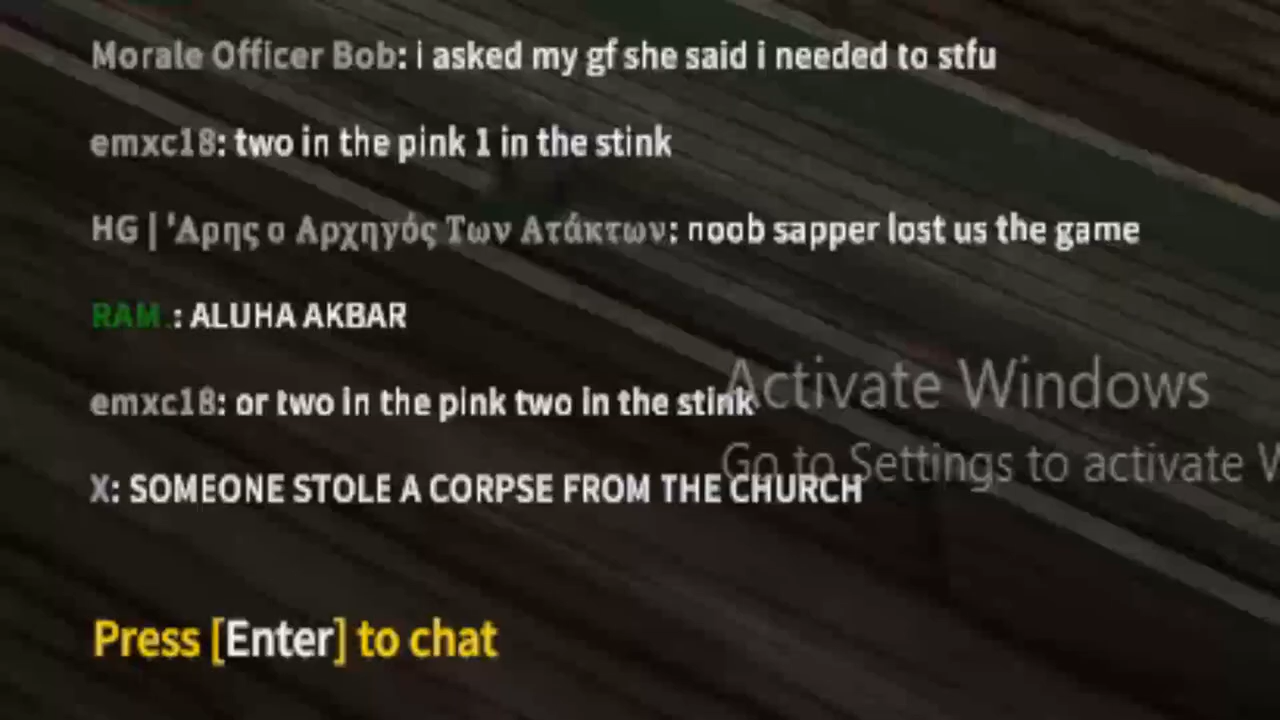 Morale Officer Bob: i asked my gf she said i needed to stfu
emxc18: two in the pink 1 in the stink
HG | 'Αρης ο Αρχηγός Των Ατάκτων: noob sapper lost us the game
RAM.: ALUHA AKBAR
emxc18: or two in the pink two in the stink
Activate Windows
Go to Settings to activate W
X: SOMEONE STOLE A CORPSE FROM THE CHURCH
Press [Enter] to chat